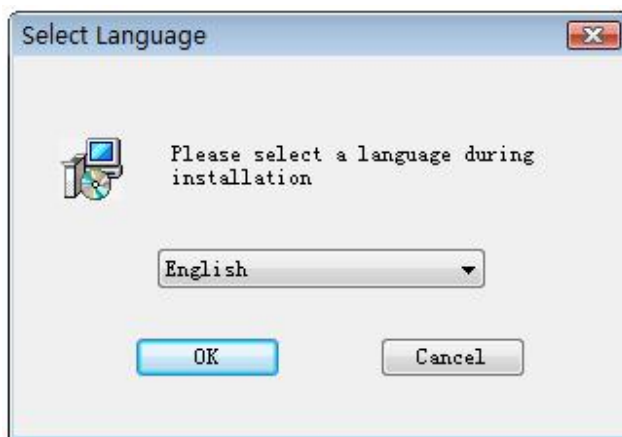 Select Language
Please select a language during
installation
English
OK
Cancel